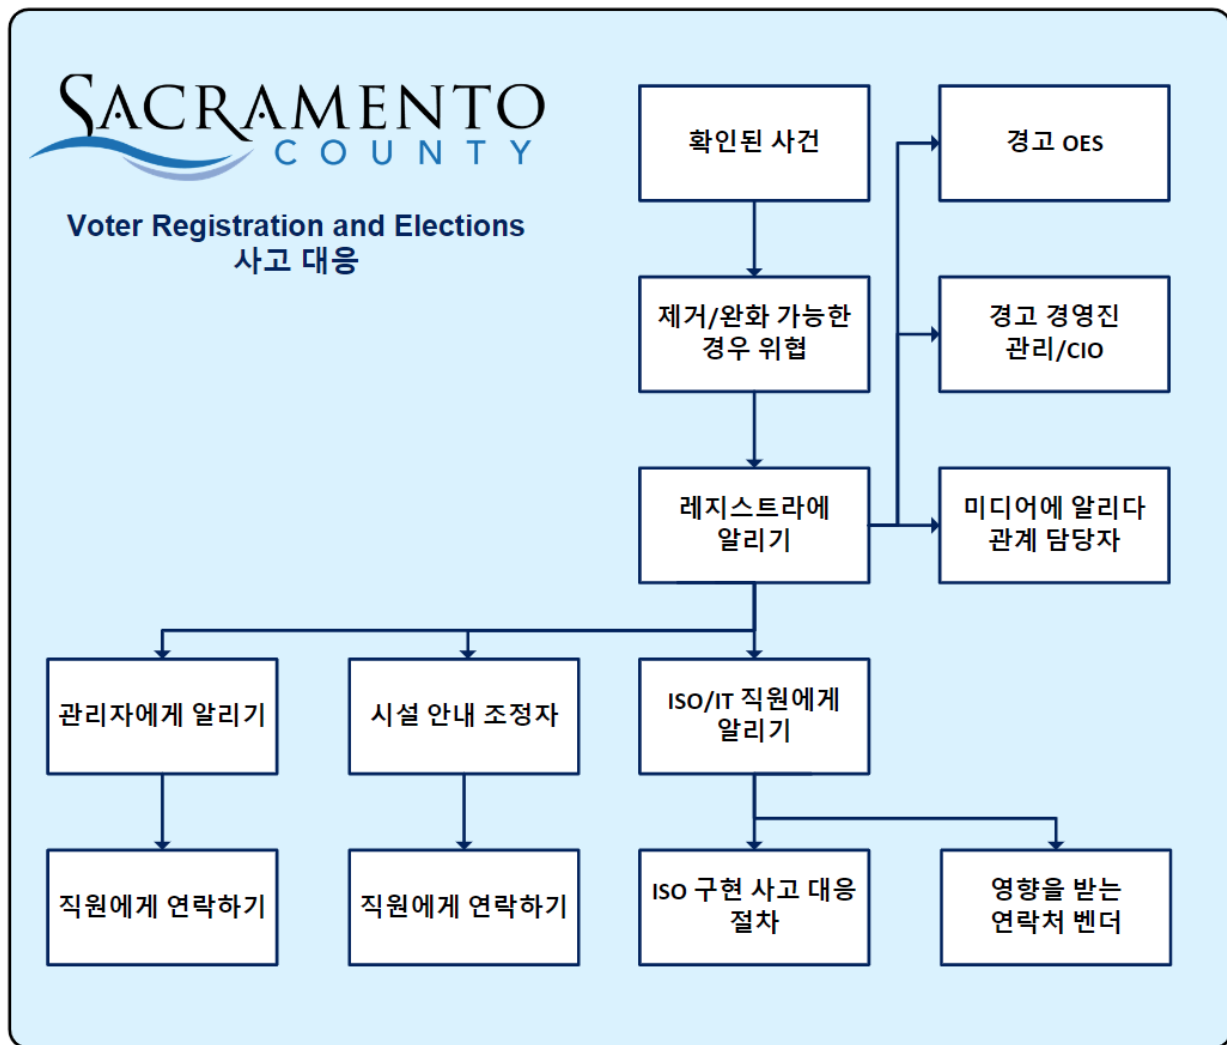 SACRAMENTO
COUNTY
Voter Registration and Elections
사고 대응
확인된 사건
경고 OES
제거/완화 가능한
경우 위협
경고 경영진
관리/CIO
레지스트라에
알리기
미디어에 알리다
관계 담당자
관리자에게 알리기
시설 안내 조정자
ISO/IT 직원에게
알리기
직원에게 연락하기
직원에게 연락하기
ISO 구현 사고 대응
절차
영향을 받는
연락처 벤더